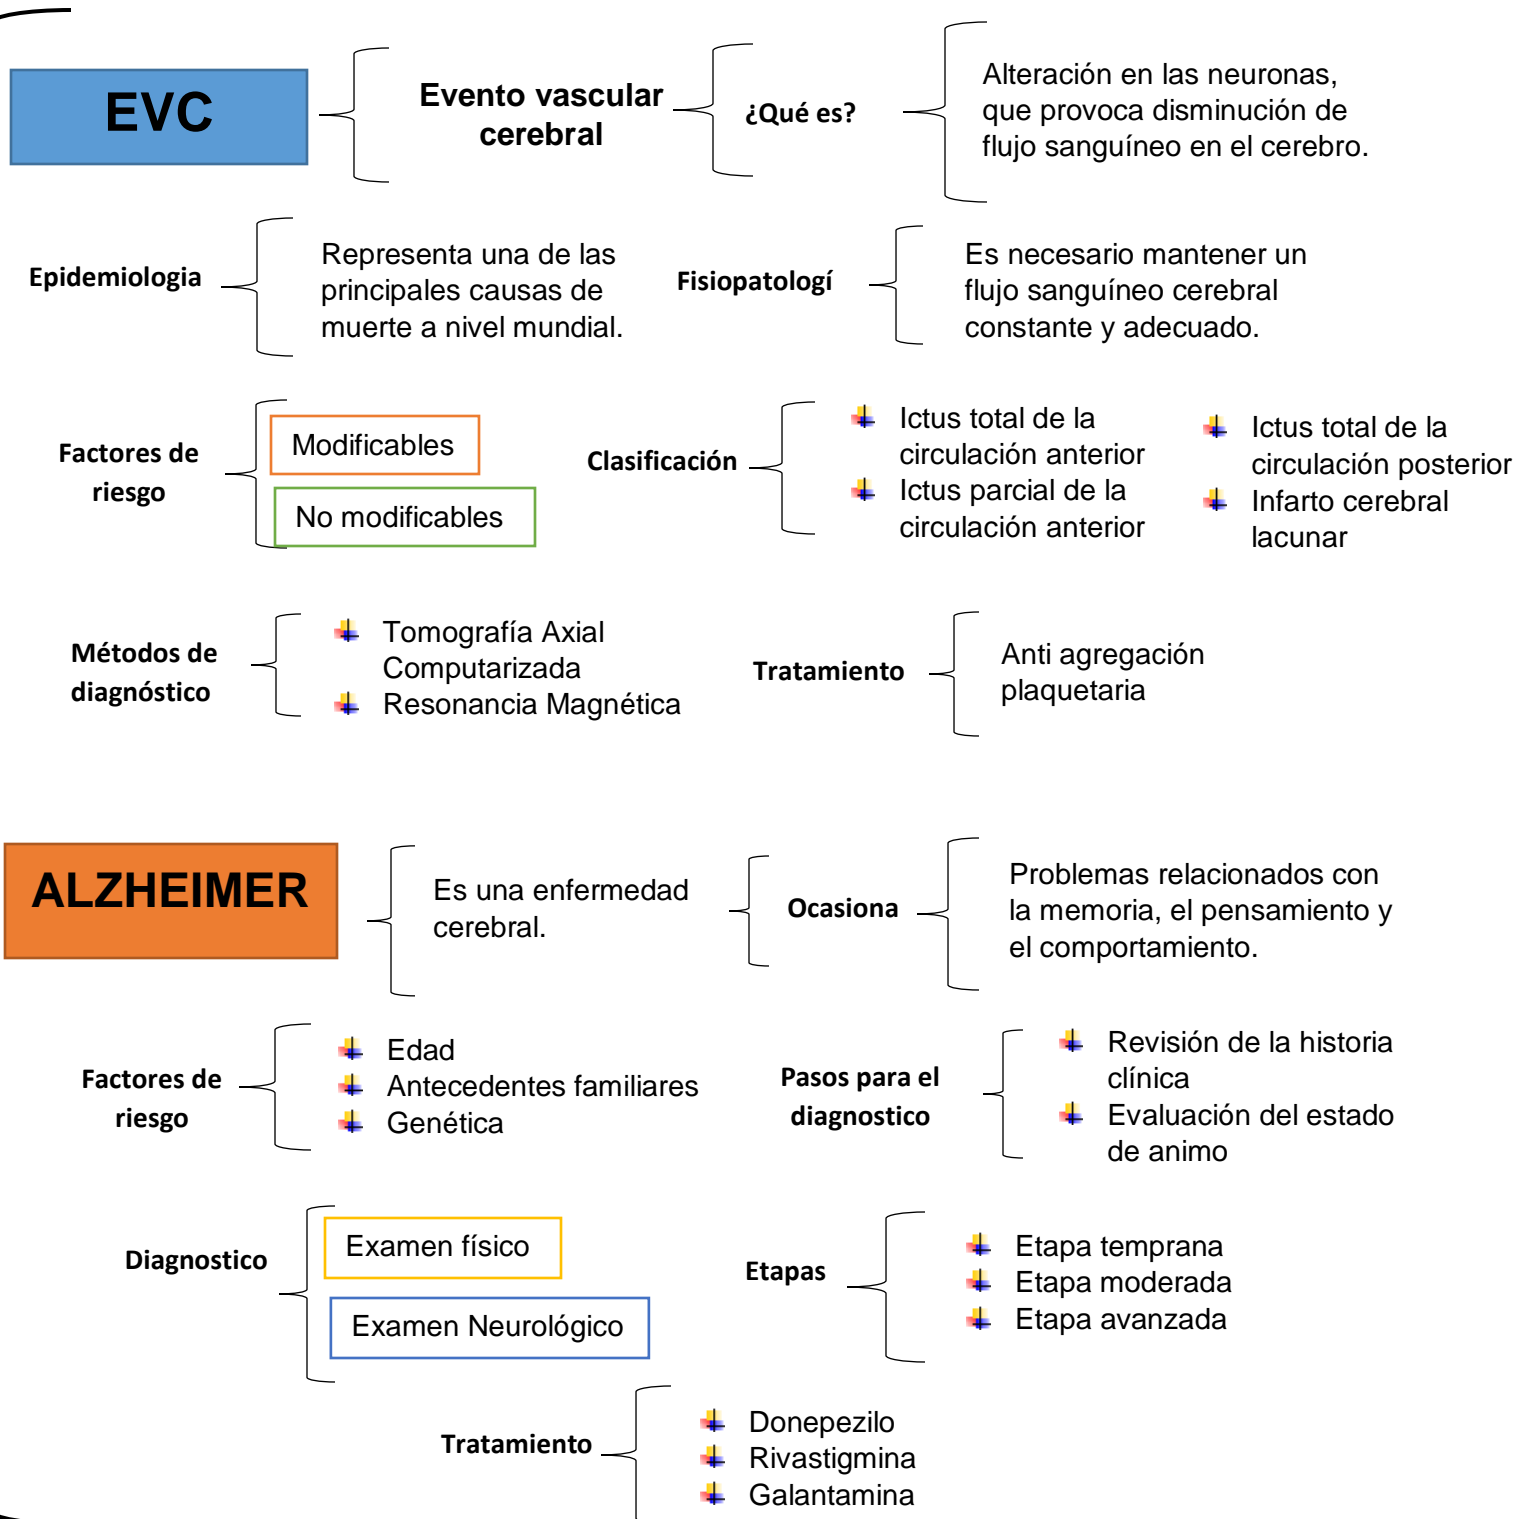 EVC
Evento vascular
cerebral
¿Qué es?
Alteración en las neuronas,
que provoca disminución de
flujo sanguíneo en el cerebro.
Epidemiologia
Representa una de las
principales causas de
muerte a nivel mundial.
Fisiopatologí
Es necesario mantener un
flujo sanguíneo cerebral
constante y adecuado.
Factores de
riesgo
Modificables
No modificables
Clasificación
Ictus total de la
circulación anterior
Ictus parcial de la
circulación anterior
Ictus total de la
circulación posterior
Infarto cerebral
lacunar
Métodos de
diagnóstico
Tomografía Axial
Computarizada
Resonancia Magnética
Tratamiento
Anti agregación
plaquetaria
ALZHEIMER
Es una enfermedad
cerebral.
Ocasiona
Problemas relacionados con
la memoria, el pensamiento y
el comportamiento.
Factores de
riesgo
Edad
Antecedentes familiares
Genética
Pasos para el
diagnostico
Revisión de la historia
clínica
Evaluación del estado
de animo
Diagnostico
Examen físico
Examen Neurológico
Etapas
Etapa temprana
Etapa moderada
Etapa avanzada
Tratamiento
Donepezilo
Rivastigmina
Galantamina